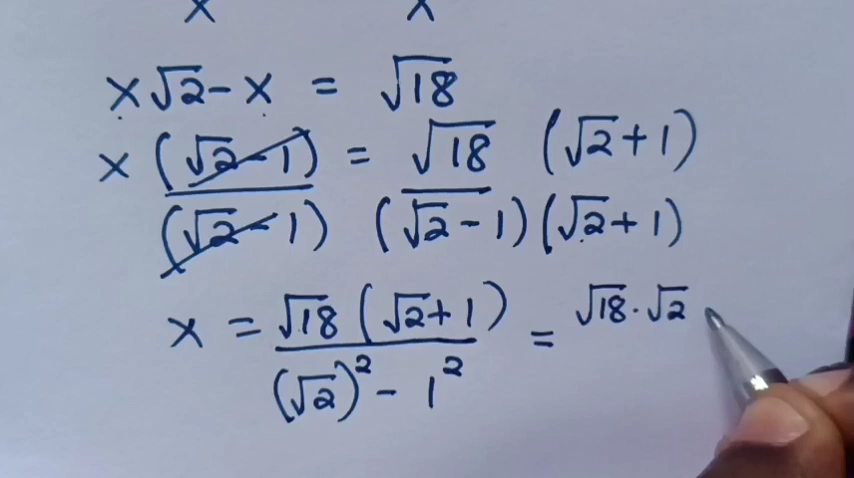 x x
x√2 - x = √18
x (√2 - 1) = √18 (√2 + 1)
(√2 - 1) (√2 - 1)(√2 + 1)
x = √18 (√2 + 1) = √18 · √2
(√2)² - 1²